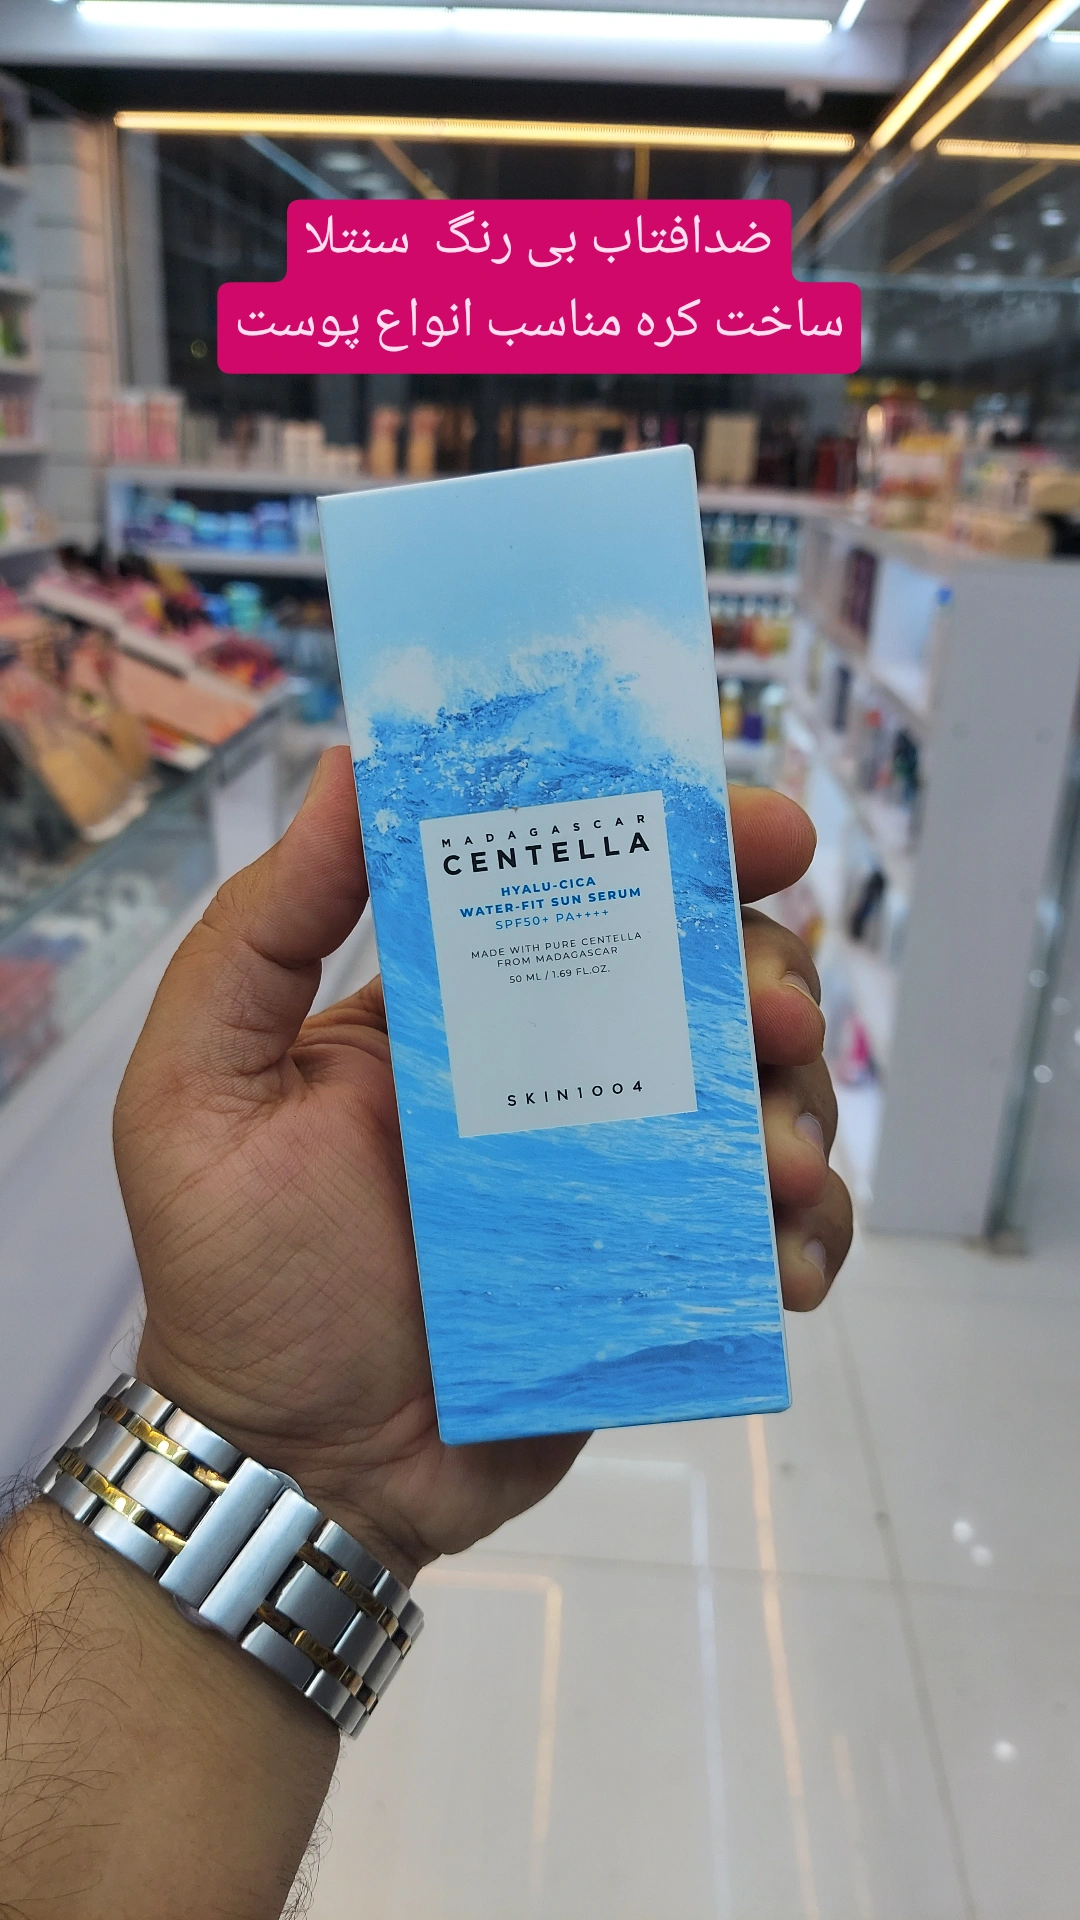 ضدافتاب بی رنگ سنتلا
ساخت کره مناسب انواع پوست
MADAGASCAR
CENTELLA
HYALU-CICA
WATER-FIT SUN SERUM
SPF50+ PA++++
MADE WITH PURE CENTELLA
FROM MADAGASCAR
50 ML / 1.69 FL.OZ.
SKIN1004